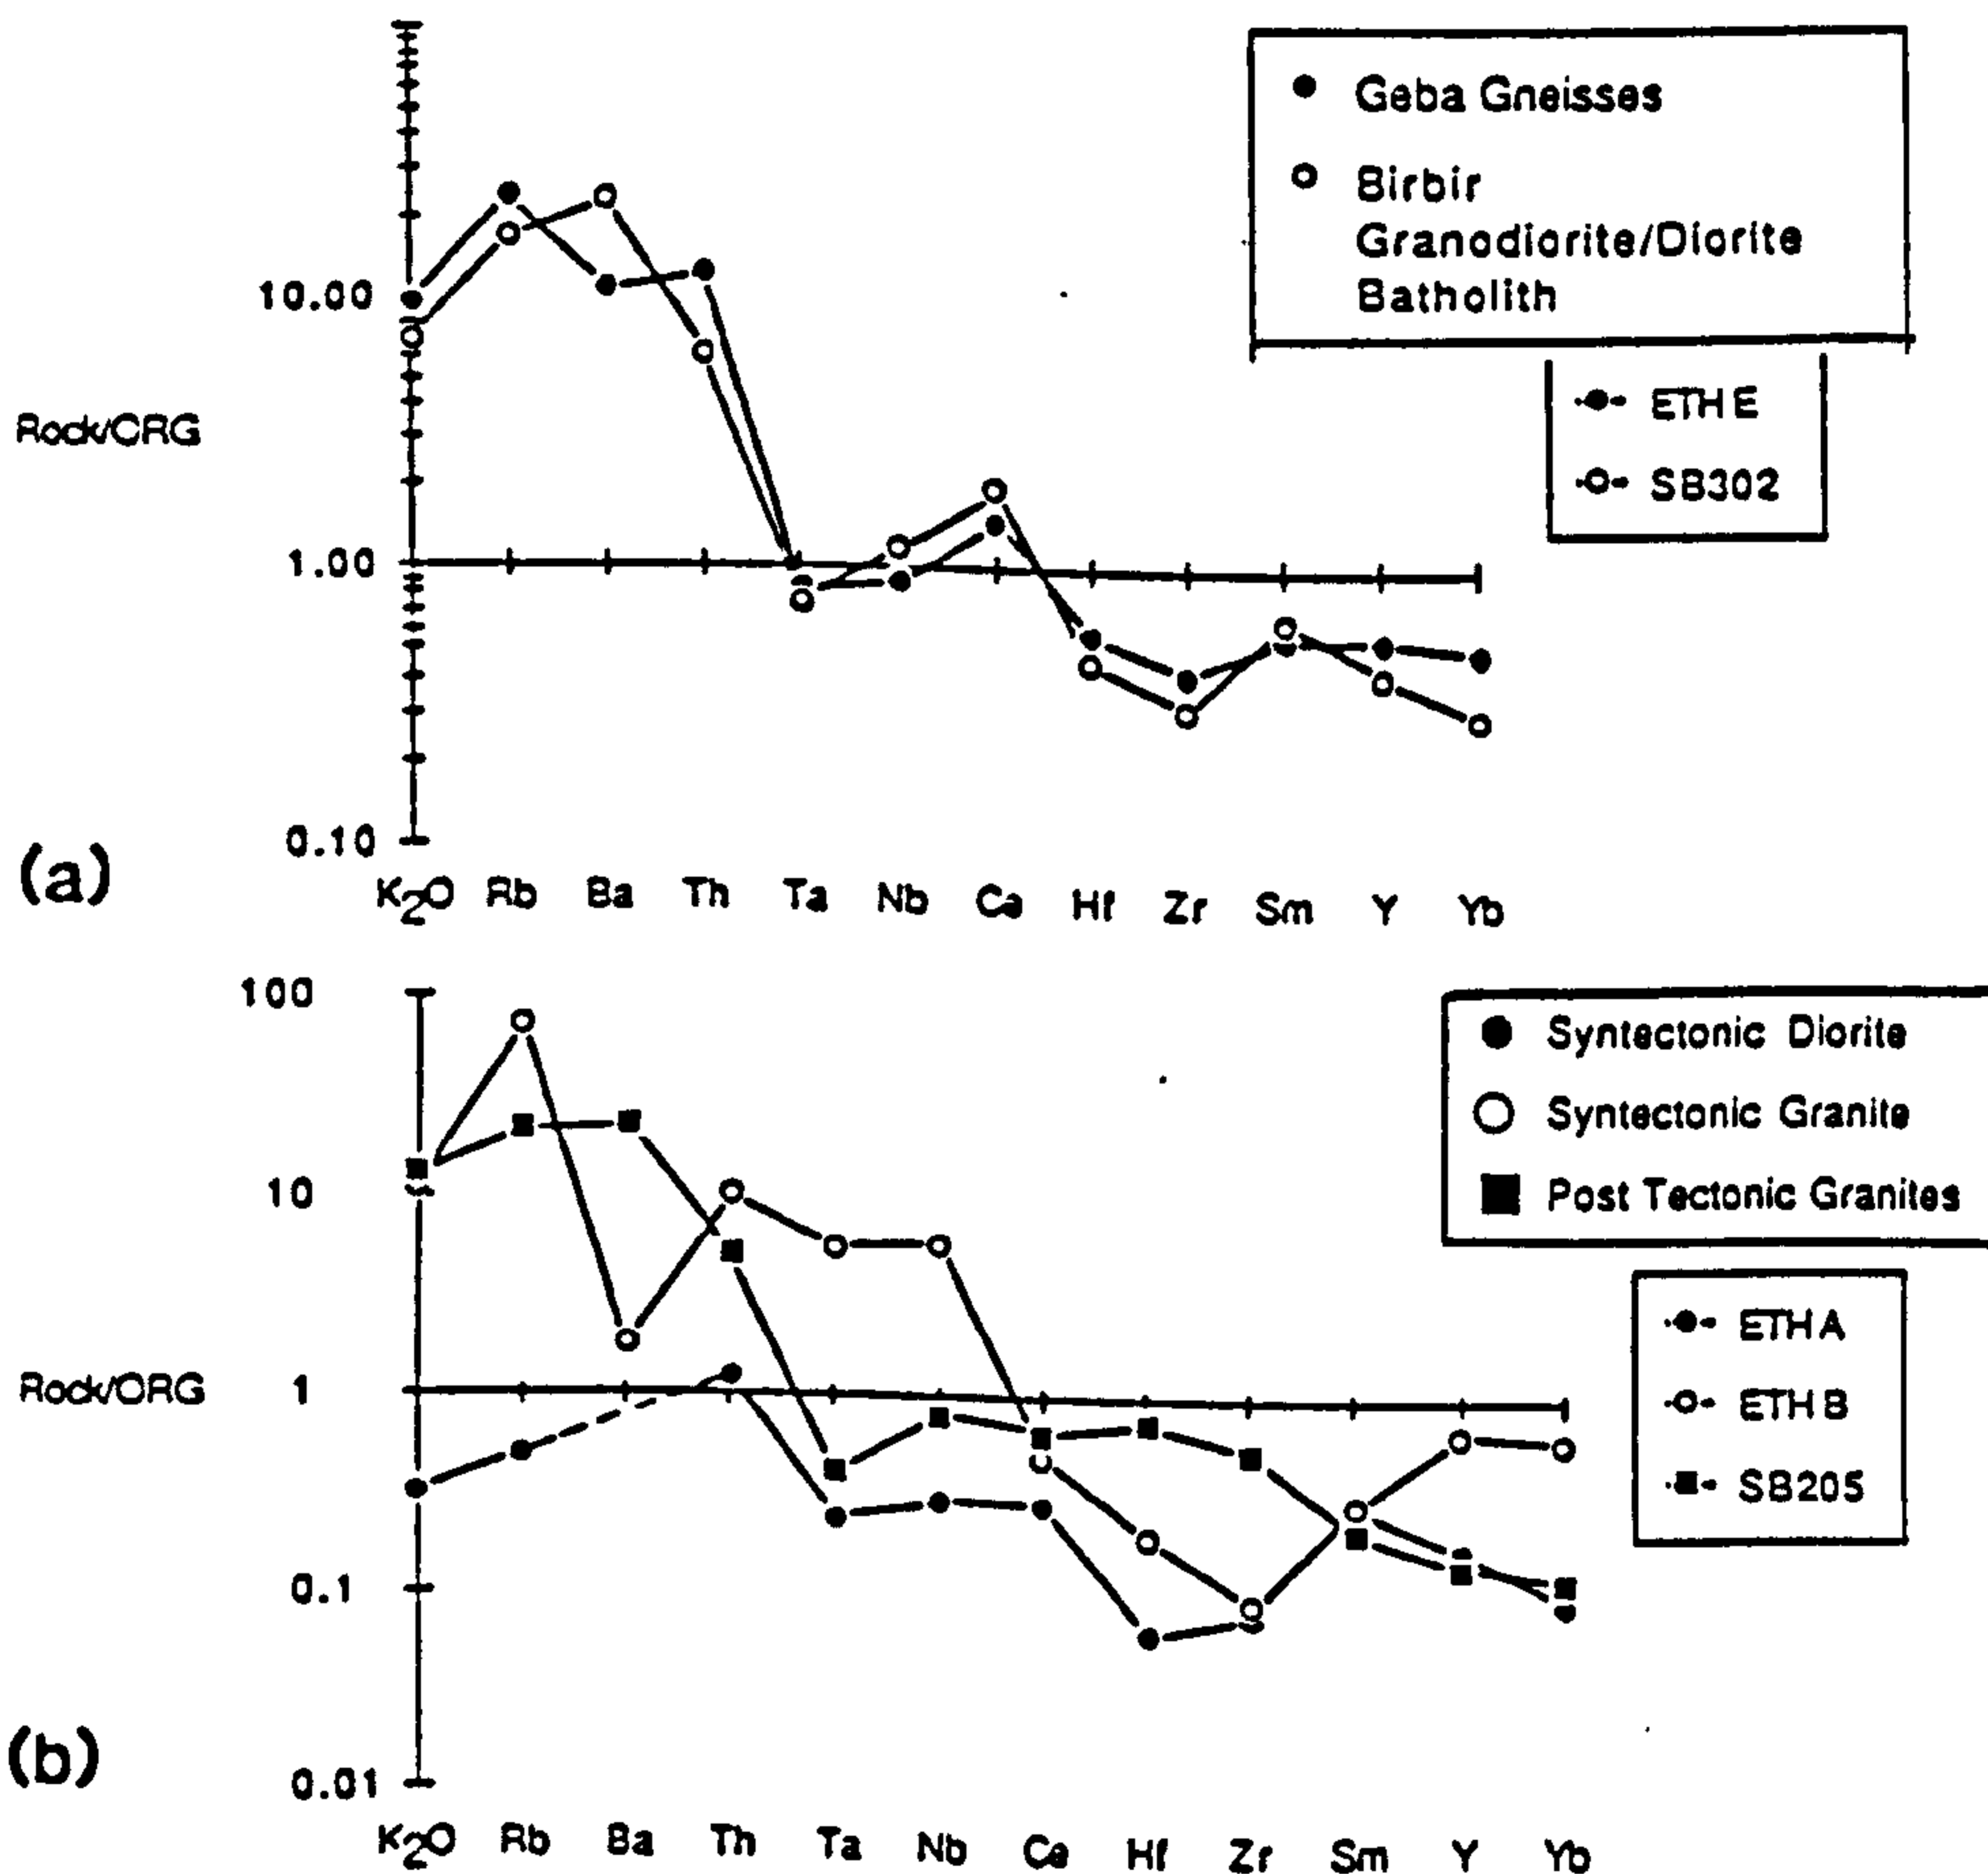 Geba Gneisses
Birbir
Granodiorite/Diorite
Batholith
ETH E
SB302
10.00
Rock/ORG
1.00
0.10
(a)
K2O Rb Ba Th Ta Nb Ce Hf Zr Sm Y Yb
100
Syntectonic Diorite
Syntectonic Granite
Post Tectonic Granites
10
ETH A
Rock/ORG 1
ETH B
SB205
0.1
(b)
0.01
K2O Rb Ba Th Ta Nb Ce Hf Zr Sm Y Yb